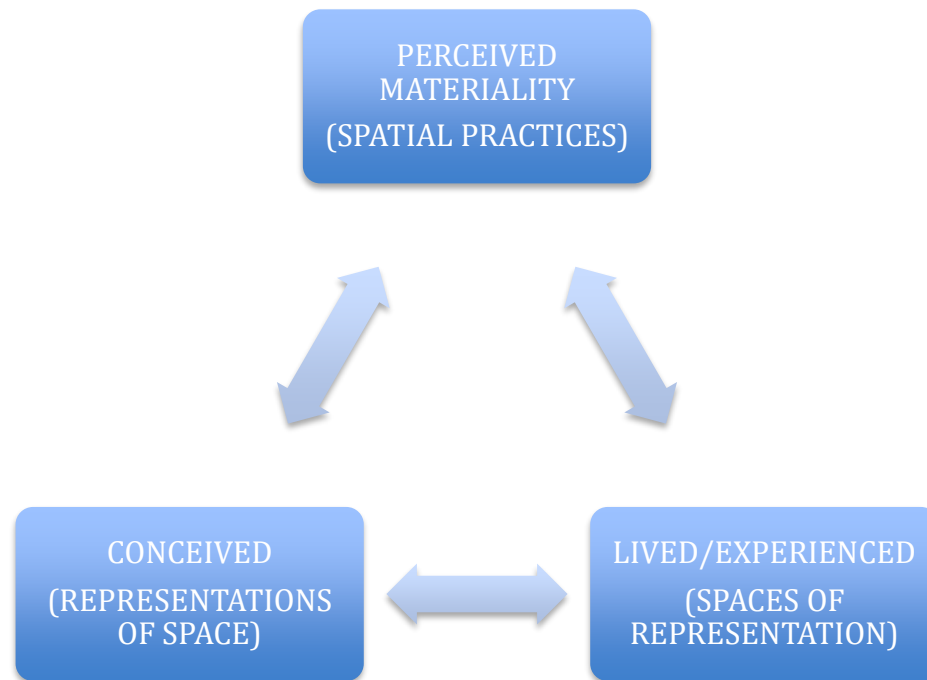 PERCEIVED
MATERIALITY
(SPATIAL PRACTICES)
CONCEIVED
(REPRESENTATIONS
OF SPACE)
LIVED/EXPERIENCED
(SPACES OF
REPRESENTATION)